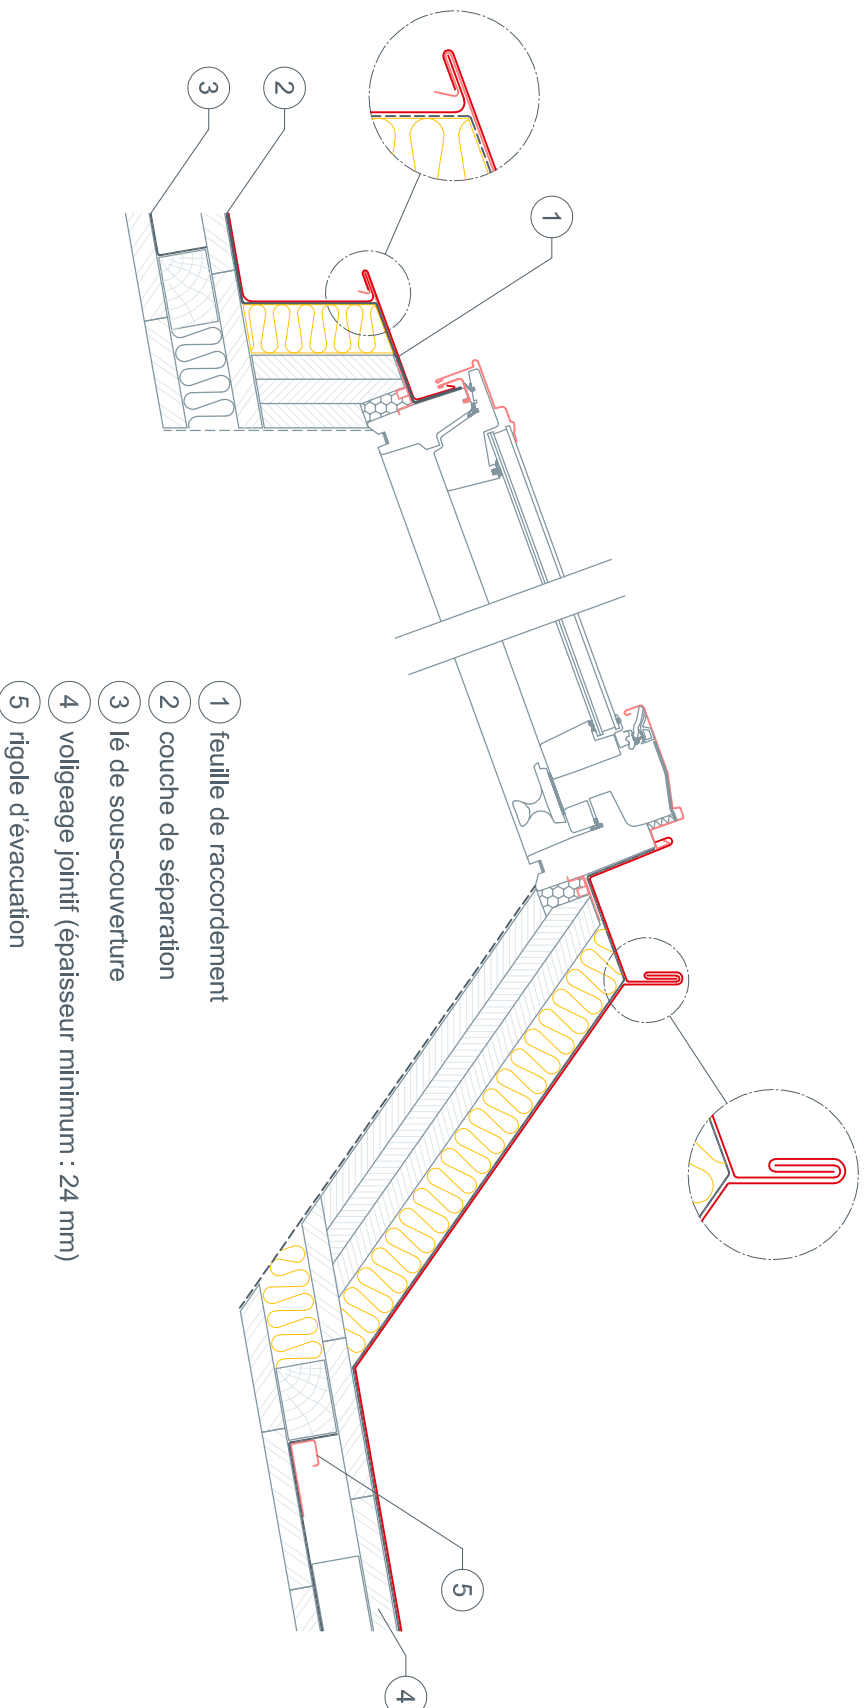 3
2
1
1 feuille de raccordement
2 couche de séparation
3 lé de sous-couverture
4 voligeage jointif (épaisseur minimum : 24 mm)
5 rigole d'évacuation
5
4